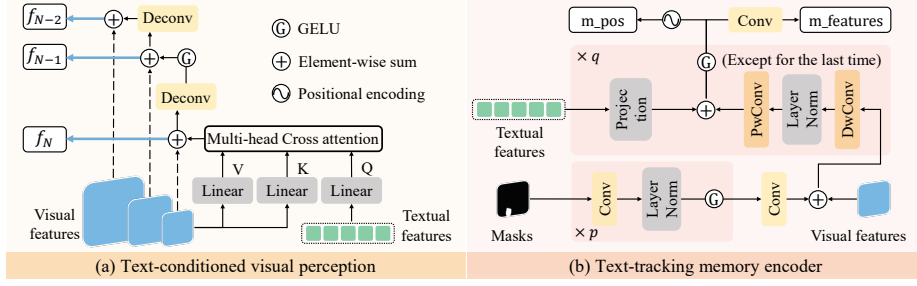 f_{N-2}
Deconv
f_{N-1}
G
G GELU
Element-wise sum
Positional encoding
Deconv
f_N
Multi-head Cross attention
V K Q
Linear Linear Linear
Visual
features
Textual
features
(a) Text-conditioned visual perception
m_pos
Conv
m_features
× q
G
(Except for the last time)
Projec
tion
PwConv
Layer
Norm
DwConv
Textual
features
Conv
Layer
Norm
G
Conv
Masks
× p
Visual features
(b) Text-tracking memory encoder